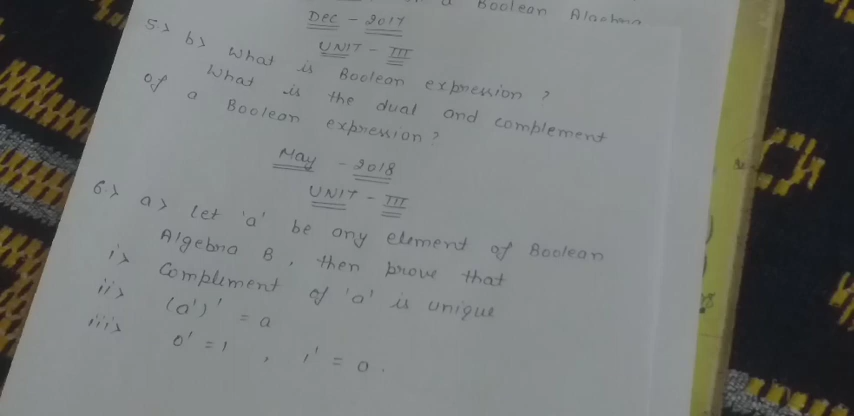 a Boolean Algebra
Dec - 2017
UNIT - III
5.> b> What is Boolean expression ?
What is the dual and complement
of a Boolean expression ?
May - 2018
UNIT - III
6.> a> Let 'a' be any element of Boolean
Algebra B, then prove that
i> Complement of 'a' is unique
ii> (a')' = a
iii> 0' = 1 , 1' = 0.